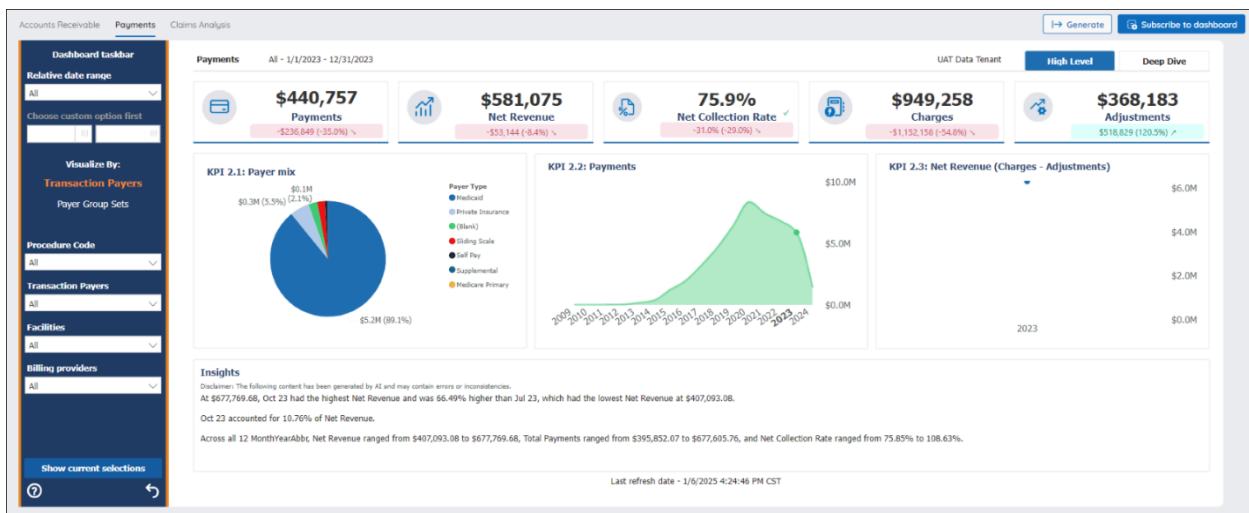 Accounts Receivable Payments Claims Analysis
Generate Subscribe to dashboard
Dashboard taskbar
Relative date range
All
Choose custom option first
Visualize By:
Transaction Payers
Payer Group Sets
Procedure Code
All
Transaction Payers
All
Facilities
All
Billing providers
All
Show current selections
Payments All - 1/1/2023 - 12/31/2023 UAT Data Tenant High Level Deep Dive
$440,757
Payments
-$236,849 (-35.0%)
$581,075
Net Revenue
-$53,144 (-8.4%)
75.9%
Net Collection Rate
-31.0% (-29.0%)
$949,258
Charges
-$1,152,158 (-54.8%)
$368,183
Adjustments
$518,829 (120.5%)
KPI 2.1: Payer mix
$0.1M
(2.1%)
$0.3M (5.5%)
$5.2M (89.1%)
Payer Type
Medicaid
Private Insurance
(Blank)
Sliding Scale
Self Pay
Supplemental
Medicare Primary
KPI 2.2: Payments
$10.0M
$5.0M
$0.0M
2009 2010 2011 2012 2013 2014 2015 2016 2017 2018 2019 2020 2021 2022 2023 2024
KPI 2.3: Net Revenue (Charges - Adjustments)
$6.0M
$4.0M
$2.0M
$0.0M
2023
Insights
Disclaimer: The following content has been generated by AI and may contain errors or inconsistencies.
At $677,769.68, Oct 23 had the highest Net Revenue and was 66.49% higher than Jul 23, which had the lowest Net Revenue at $407,093.08.
Oct 23 accounted for 10.76% of Net Revenue.
Across all 12 MonthYearAbbr, Net Revenue ranged from $407,093.08 to $677,769.68, Total Payments ranged from $395,852.07 to $677,605.76, and Net Collection Rate ranged from 75.85% to 108.63%.
Last refresh date - 1/6/2025 4:24:46 PM CST